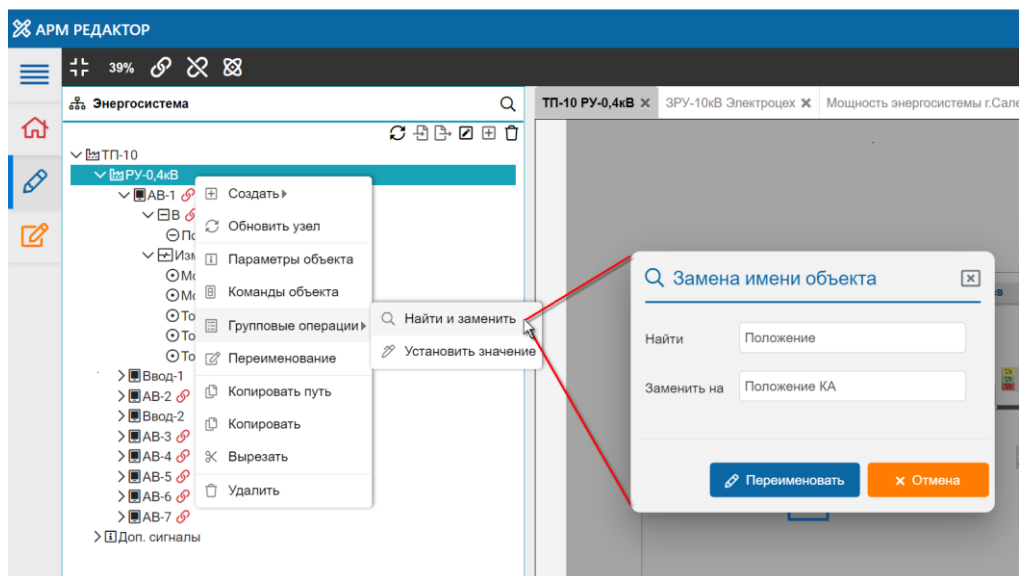 АРМ РЕДАКТОР
39%
Энергосистема
ТП-10 РУ-0,4кВ ЗРУ-10кВ Электроцех Мощность энергосистемы г.Сале
ТП-10
РУ-0,4кВ
АВ-1
В
Изм
Ввод-1
АВ-2
Ввод-2
АВ-3
АВ-4
АВ-5
АВ-6
АВ-7
Доп. сигналы
Создать
Обновить узел
Параметры объекта
Команды объекта
Групповые операции
Переименование
Копировать путь
Копировать
Вырезать
Удалить
Найти и заменить
Установить значение
Замена имени объекта
Найти Положение
Заменить на Положение КА
Переименовать Отмена